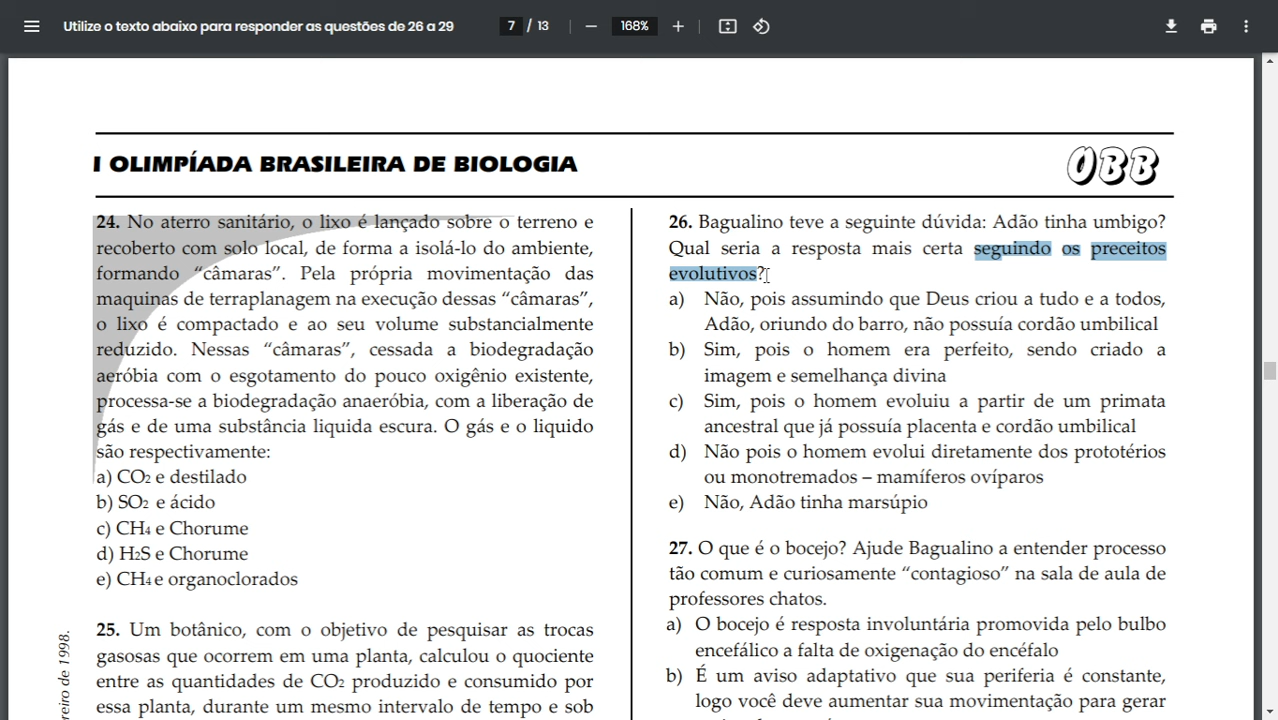 Utilize o texto abaixo para responder as questões de 26 a 29
7 / 13
168%
I OLIMPÍADA BRASILEIRA DE BIOLOGIA
OBB
24. No aterro sanitário, o lixo é lançado sobre o terreno e
recoberto com solo local, de forma a isolá-lo do ambiente,
formando “câmaras”. Pela própria movimentação das
maquinas de terraplanagem na execução dessas “câmaras”,
o lixo é compactado e ao seu volume substancialmente
reduzido. Nessas “câmaras”, cessada a biodegradação
aeróbia com o esgotamento do pouco oxigênio existente,
processa-se a biodegradação anaeróbia, com a liberação de
gás e de uma substância liquida escura. O gás e o liquido
são respectivamente:
a) CO2 e destilado
b) SO2 e ácido
c) CH4 e Chorume
d) H2S e Chorume
e) CH4 e organoclorados
25. Um botânico, com o objetivo de pesquisar as trocas
gasosas que ocorrem em uma planta, calculou o quociente
entre as quantidades de CO2 produzido e consumido por
essa planta, durante um mesmo intervalo de tempo e sob
reiro de 1998.
26. Bagualino teve a seguinte dúvida: Adão tinha umbigo?
Qual seria a resposta mais certa seguindo os preceitos
evolutivos?
a) Não, pois assumindo que Deus criou a tudo e a todos,
Adão, oriundo do barro, não possuía cordão umbilical
b) Sim, pois o homem era perfeito, sendo criado a
imagem e semelhança divina
c) Sim, pois o homem evoluiu a partir de um primata
ancestral que já possuía placenta e cordão umbilical
d) Não pois o homem evolui diretamente dos prototérios
ou monotremados – mamíferos ovíparos
e) Não, Adão tinha marsúpio
27. O que é o bocejo? Ajude Bagualino a entender processo
tão comum e curiosamente “contagioso” na sala de aula de
professores chatos.
a) O bocejo é resposta involuntária promovida pelo bulbo
encefálico a falta de oxigenação do encéfalo
b) É um aviso adaptativo que sua periferia é constante,
logo você deve aumentar sua movimentação para gerar